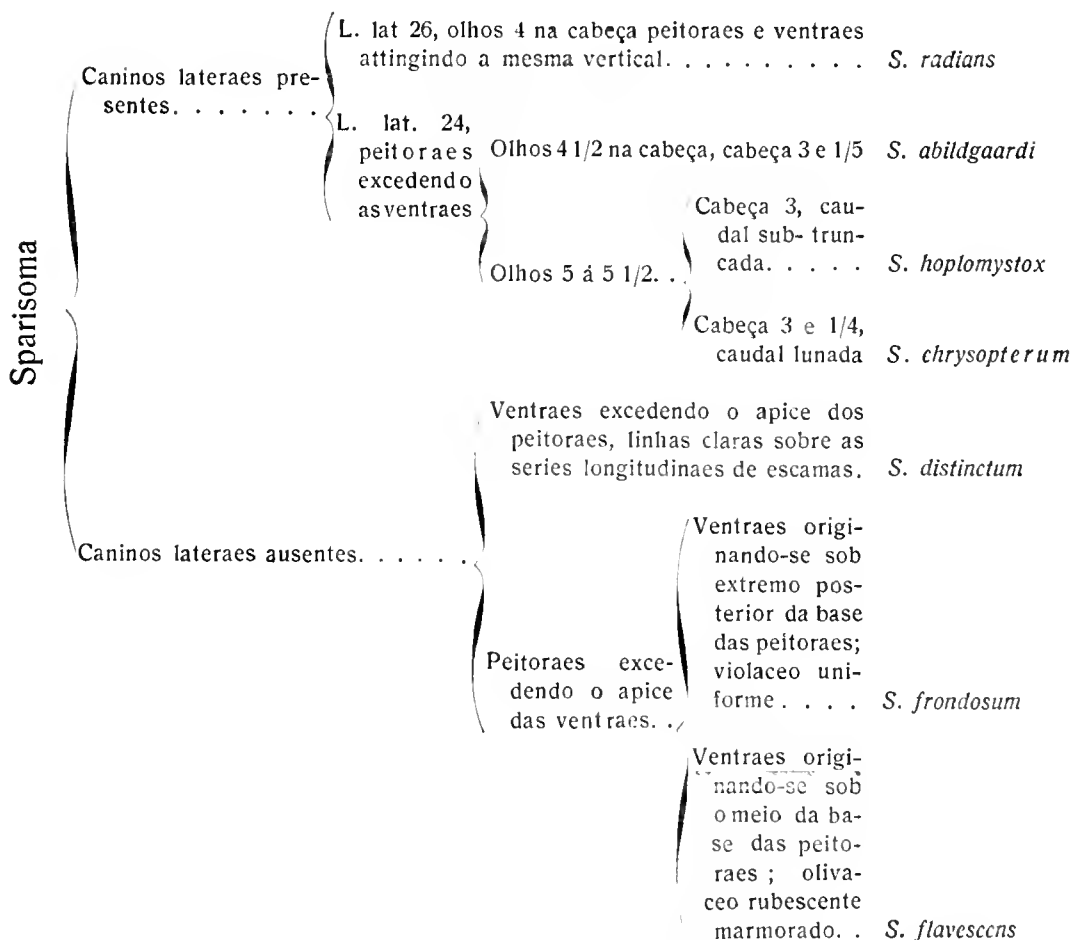 Sparisoma
Caninos lateraes pre-
sentes. . . . . . . .
L. lat 26, olhos 4 na cabeça peitoraes e ventraes
attingindo a mesma vertical. . . . . . . . . . S. radians
L. lat. 24,
peitoraes
excedendo
as ventraes
Olhos 4 1/2 na cabeça, cabeça 3 e 1/5 S. abildgaardi
Olhos 5 á 5 1/2. . .
Cabeça 3, cau-
dal sub- trun-
cada. . . . . S. hoplomystox
Cabeça 3 e 1/4,
caudal lunada S. chrysopterum
Caninos lateraes ausentes. . . . . . .
Ventraes excedendo o apice dos
peitoraes, linhas claras sobre as
series longitudinaes de escamas. S. distinctum
Peitoraes exce-
dendo o apice
das ventraes. . .
Ventraes origi-
nando-se sob
extremo pos-
terior da base
das peitoraes;
violaceo uni-
forme . . . . S. frondosum
Ventraes origi-
nando-se sob
o meio da ba-
se das peito-
raes ; oliva-
ceo rubescente
marmorado. . S. flavesccns